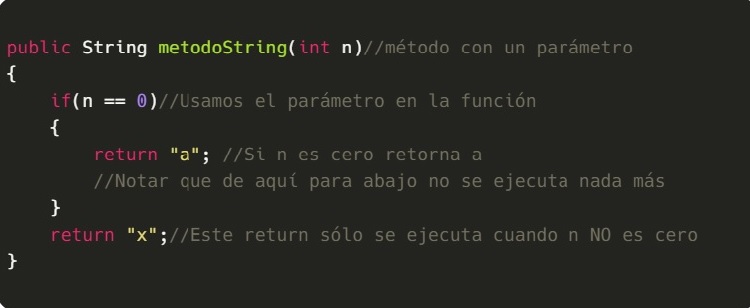 public String metodoString(int n)//método con un parámetro
{
    if(n == 0)//Usamos el parámetro en la función
    {
        return "a"; //Si n es cero retorna a
        //Notar que de aquí para abajo no se ejecuta nada más
    }
    return "x";//Este return sólo se ejecuta cuando n NO es cero
}